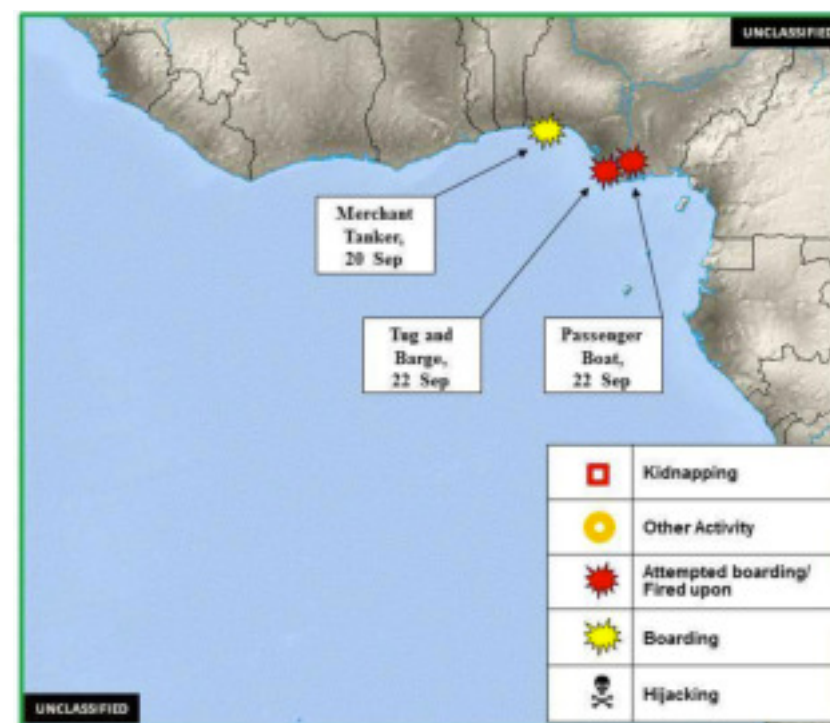 UNCLASSIFIED
Merchant
Tanker,
20 Sep
Tug and
Barge,
22 Sep
Passenger
Boat,
22 Sep
Kidnapping
Other Activity
Attempted boarding/
Fired upon
Boarding
Hijacking
UNCLASSIFIED